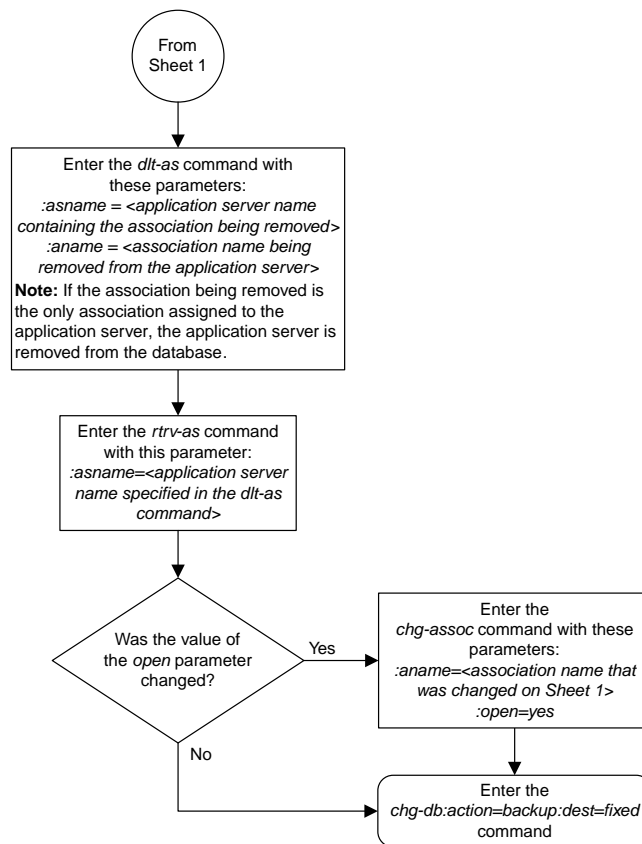 From
Sheet 1
Enter the dlt-as command with
these parameters:
:asname = <application server name
containing the association being removed>
:aname = <association name being
removed from the application server>
Note: If the association being removed is
the only association assigned to the
application server, the application server is
removed from the database.
Enter the rtrv-as command
with this parameter:
:asname=<application server
name specified in the dlt-as
command>
Was the value of
the open parameter
changed?
Yes
No
Enter the
chg-assoc command with these
parameters:
:aname=<association name that
was changed on Sheet 1>
:open=yes
Enter the
chg-db:action=backup:dest=fixed
command